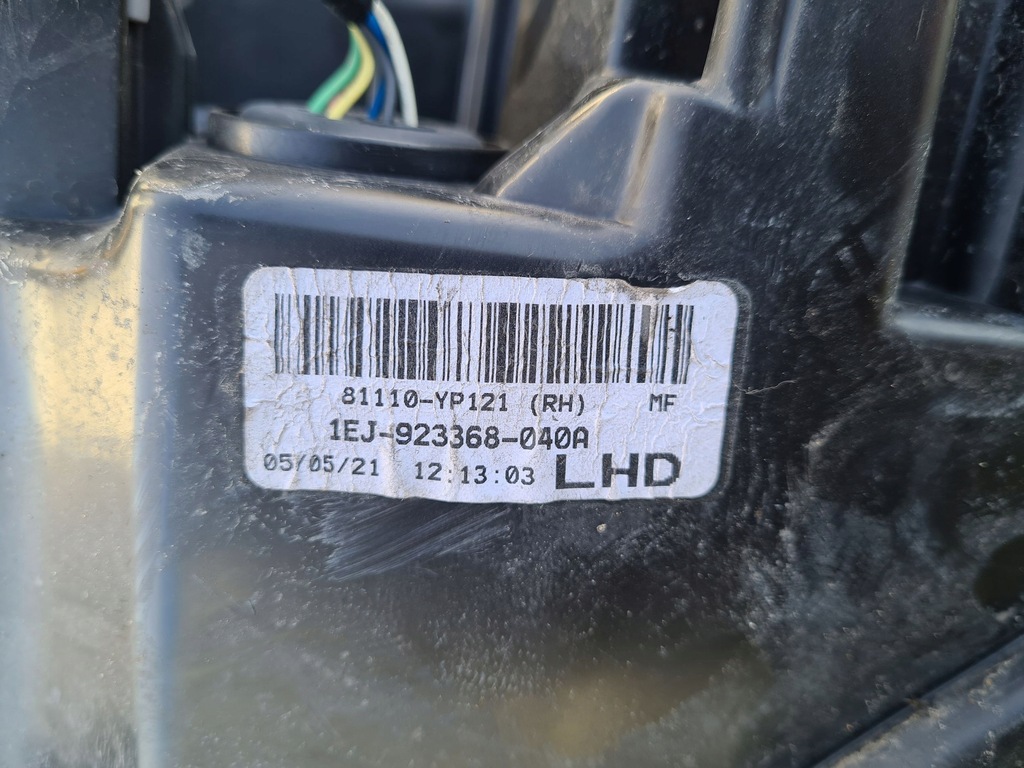 81110-YP121 (RH) MF
1EJ-923368-040A
05/05/21 12:13:03 LHD